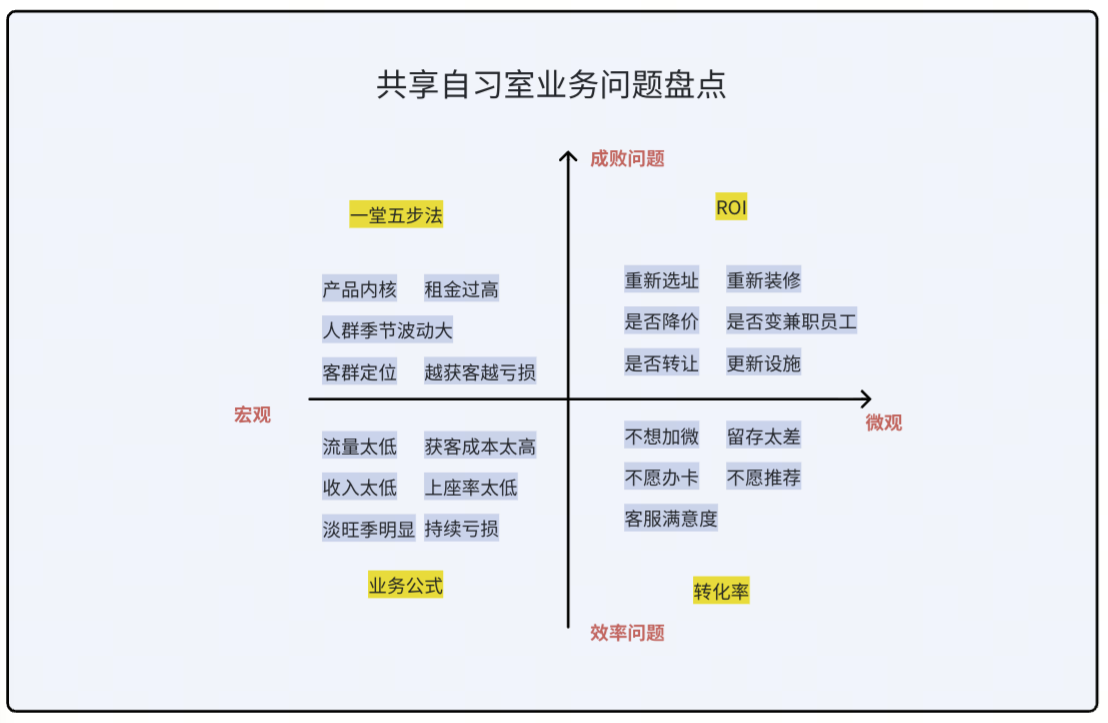 共享自习室业务问题盘点
成败问题
一堂五步法
ROI
产品内核 租金过高
人群季节波动大
客群定位 越获客越亏损
重新选址 重新装修
是否降价 是否变兼职员工
是否转让 更新设施
宏观
微观
流量太低 获客成本太高
收入太低 上座率太低
淡旺季明显 持续亏损
业务公式
不想加微 留存太差
不愿办卡 不愿推荐
客服满意度
转化率
效率问题